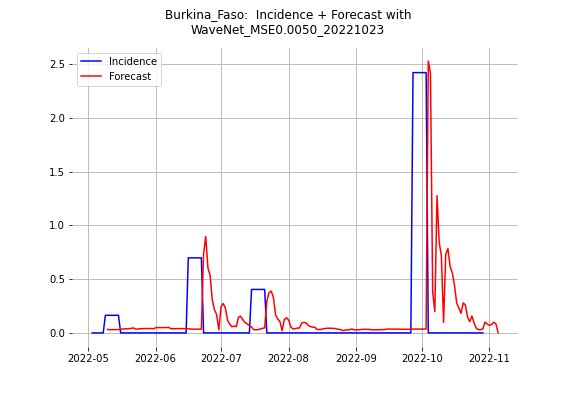 Burkina_Faso:  Incidence + Forecast with
WaveNet_MSE0.0050_20221023
Incidence
Forecast
2.5
2.0
1.5
1.0
0.5
0.0
2022-05 2022-06 2022-07 2022-08 2022-09 2022-10 2022-11